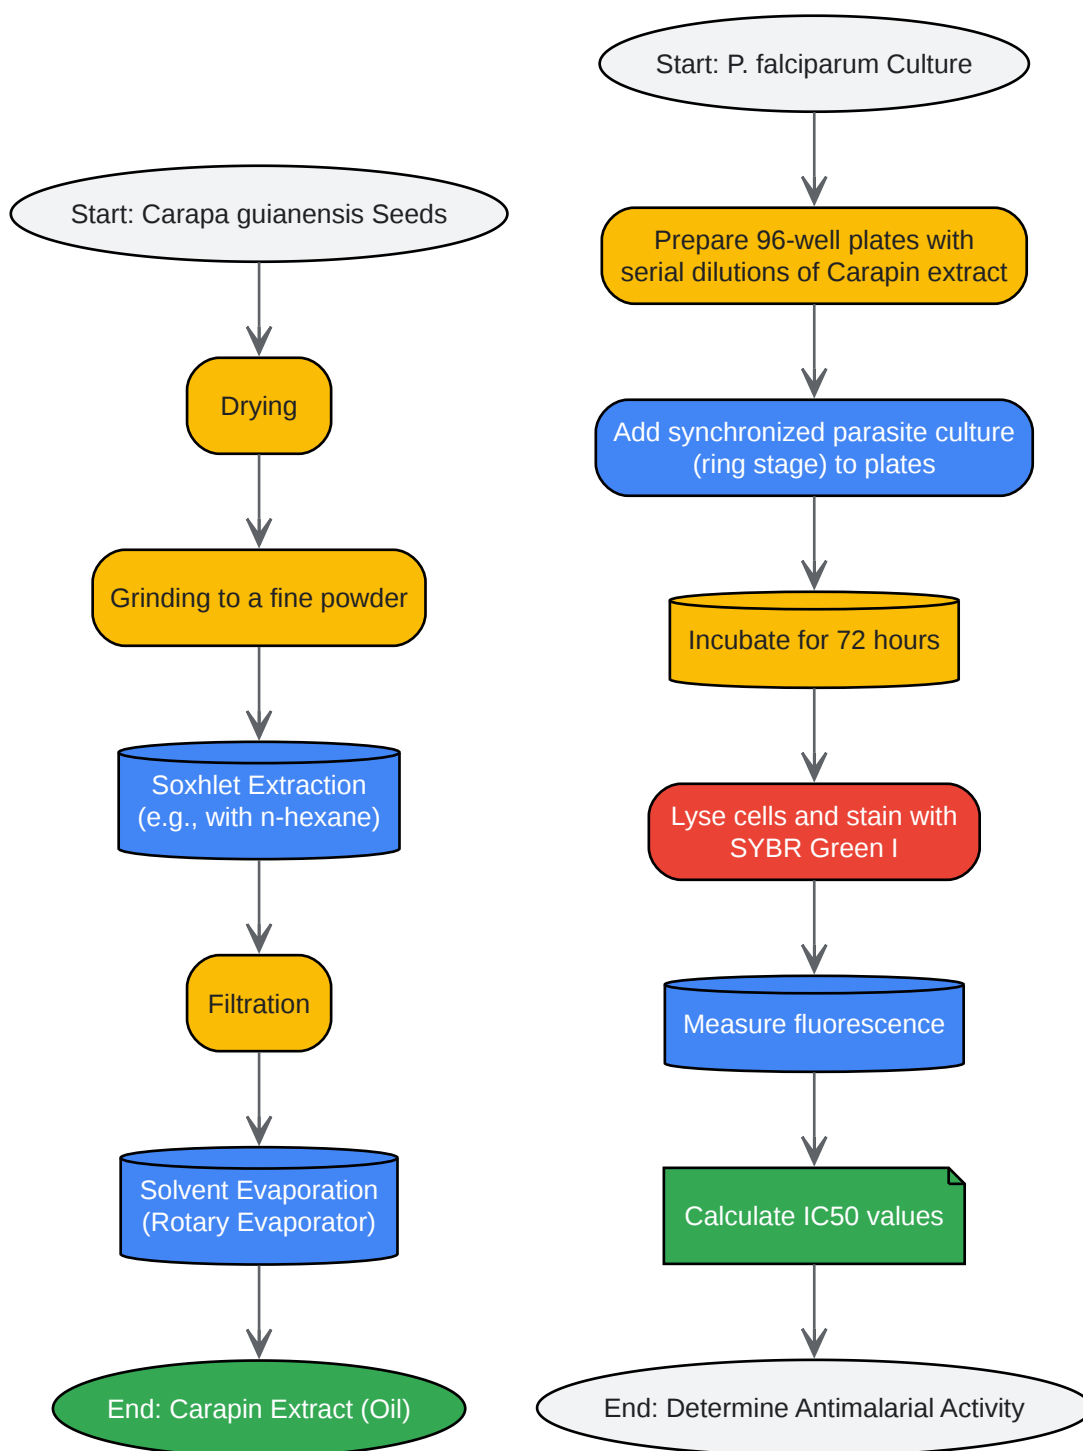 Start: Carapa guianensis Seeds
Drying
Grinding to a fine powder
Soxhlet Extraction
(e.g., with n-hexane)
Filtration
Solvent Evaporation
(Rotary Evaporator)
End: Carapin Extract (Oil)
Start: P. falciparum Culture
Prepare 96-well plates with
serial dilutions of Carapin extract
Add synchronized parasite culture
(ring stage) to plates
Incubate for 72 hours
Lyse cells and stain with
SYBR Green I
Measure fluorescence
Calculate IC50 values
End: Determine Antimalarial Activity